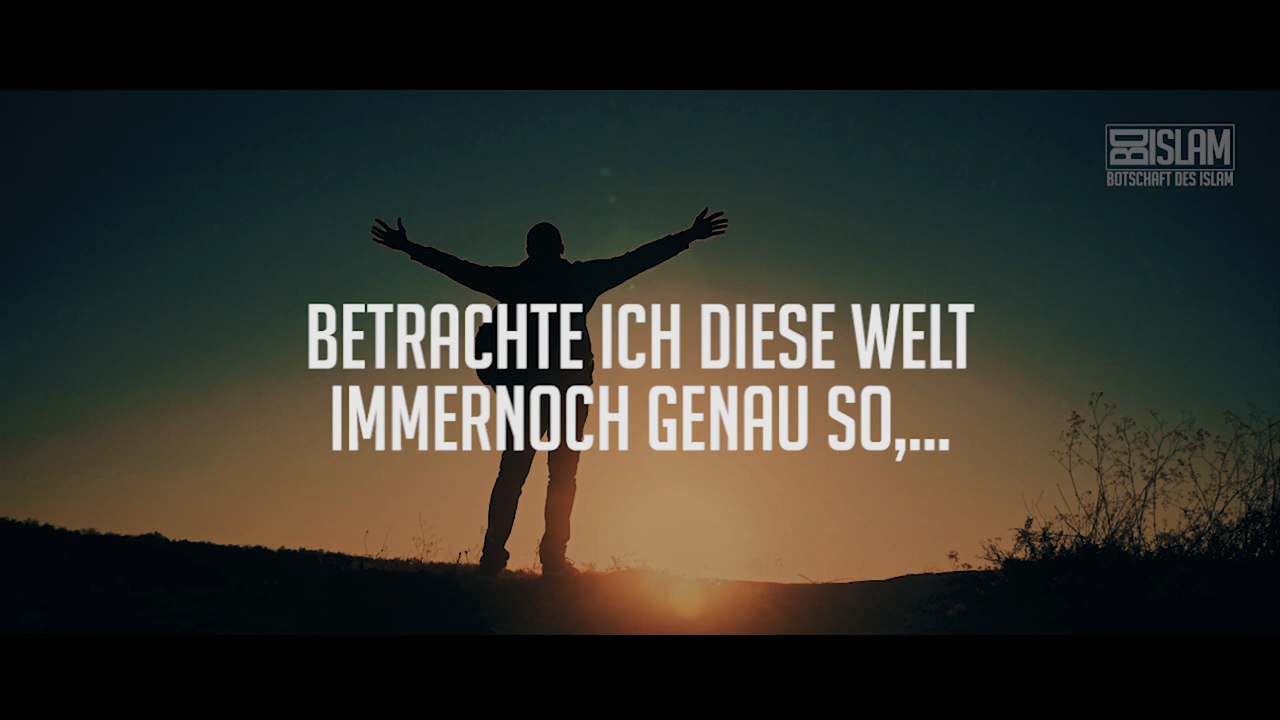 BDISLAM
BOTSCHAFT DES ISLAM
BETRACHTE ICH DIESE WELT
IMMERNOCH GENAU SO,...